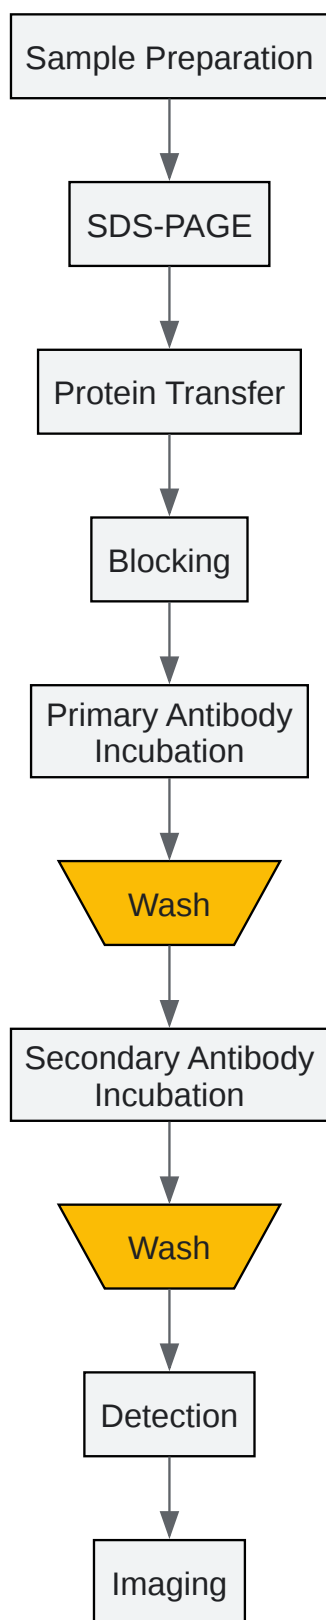 Sample Preparation
SDS-PAGE
Protein Transfer
Blocking
Primary Antibody
Incubation
Wash
Secondary Antibody
Incubation
Wash
Detection
Imaging